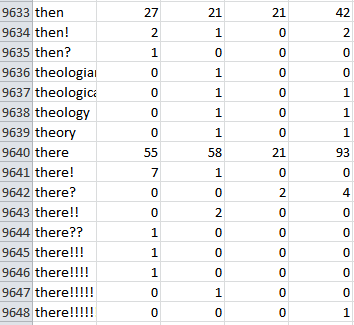 9633 then 27 21 21 42
9634 then! 2 1 0 2
9635 then? 1 0 0 0
9636 theologia 0 1 0 0
9637 theologica 0 1 0 1
9638 theology 0 1 0 1
9639 theory 0 1 0 1
9640 there 55 58 21 93
9641 there! 7 1 0 0
9642 there? 0 0 2 4
9643 there!! 0 2 0 0
9644 there?? 1 0 0 0
9645 there!!! 1 0 0 0
9646 there!!!! 1 0 0 0
9647 there!!!!! 0 1 0 0
9648 there!!!!! 0 0 0 1